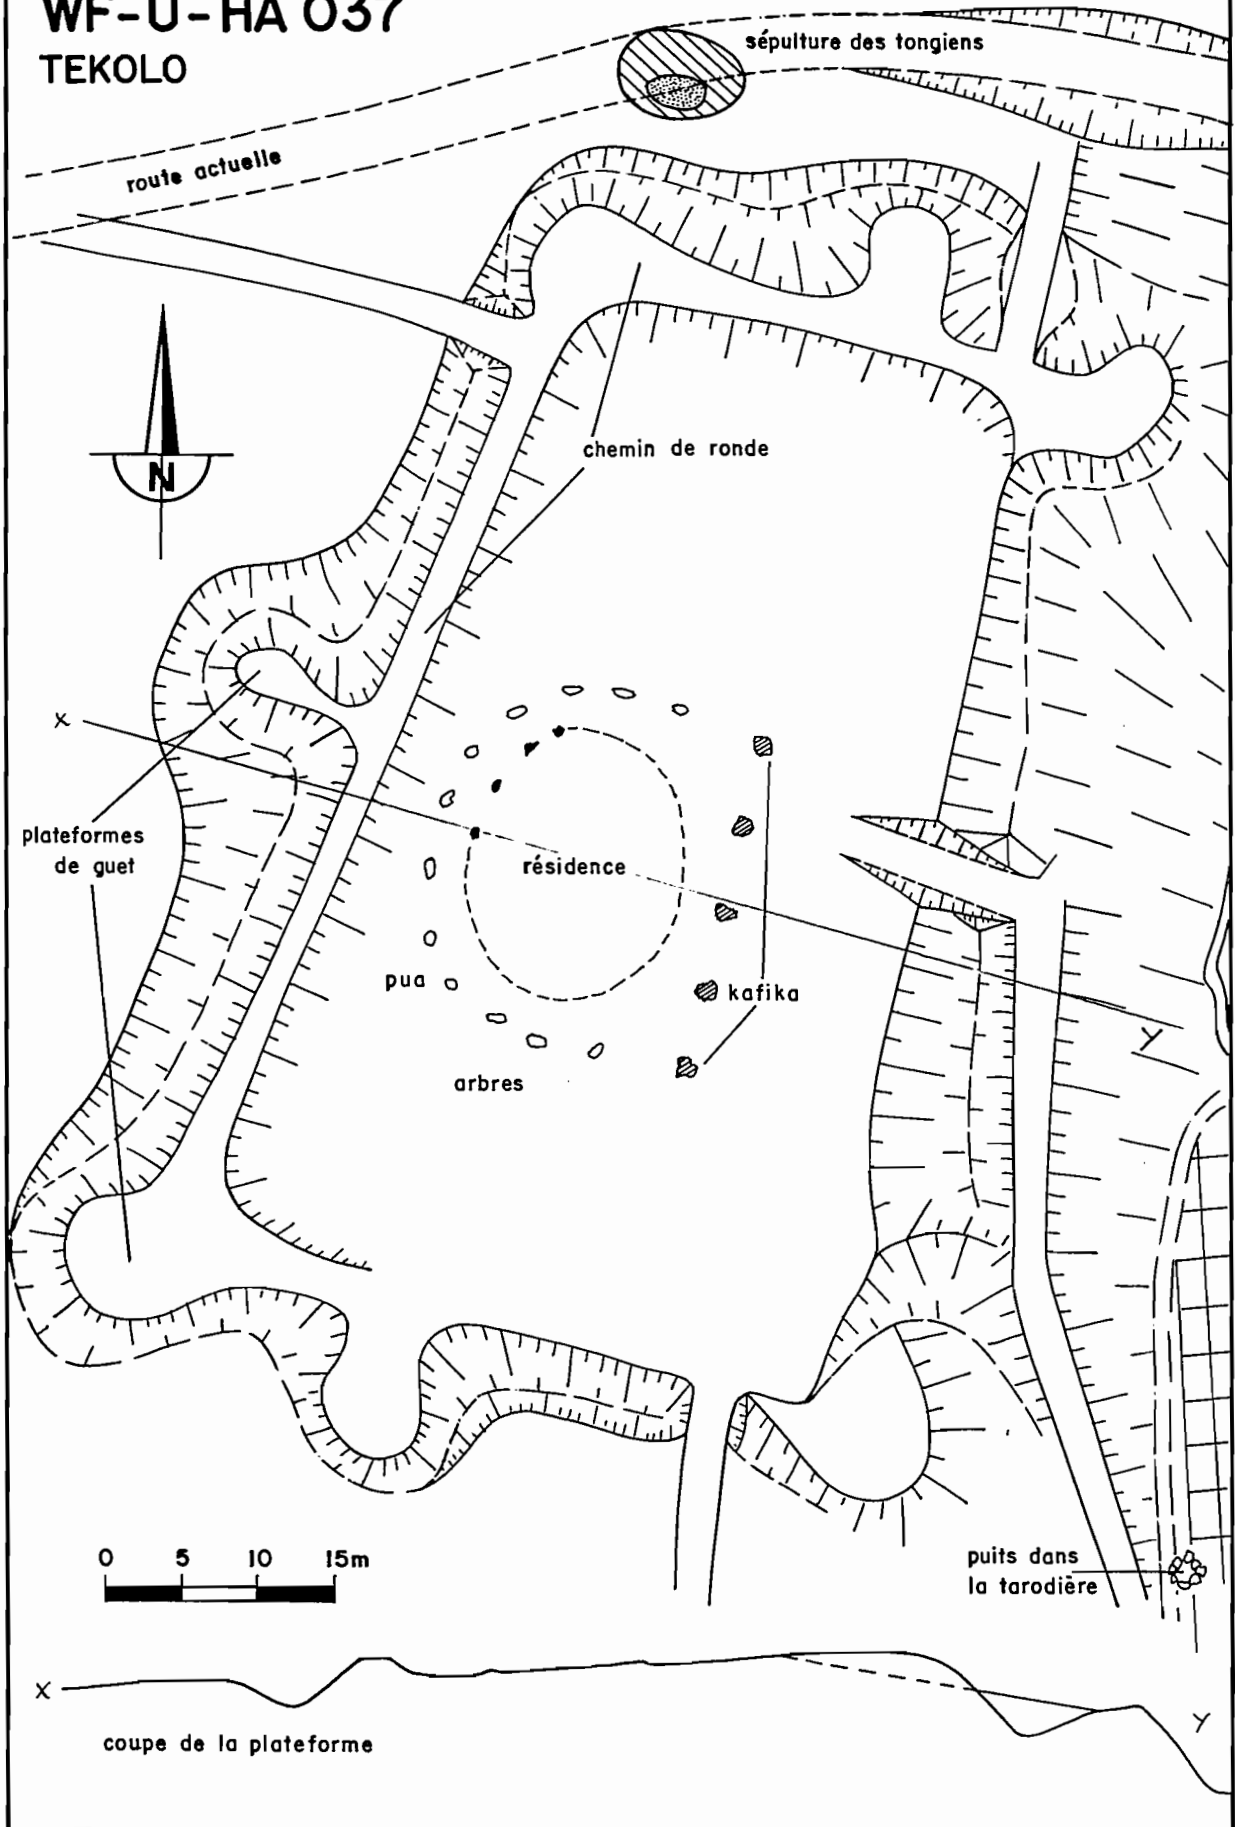 WF-U-HA 037
TEKOLO
sépulture des tongiens
route actuelle
N
chemin de ronde
X
plateformes
de guet
résidence
pua
kafika
Y
arbres
0 5 10 15m
puits dans
la tarodière
X
Y
coupe de la plateforme